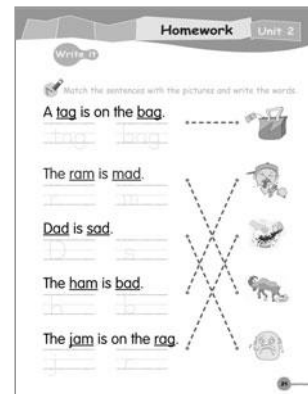 Homework Unit 2
Write it
Match the sentences with the pictures and write the words.
A tag is on the bag.
tag bag
The ram is mad.
r m
Dad is sad.
D s
The ham is bad.
h b
The jam is on the rag.
j r